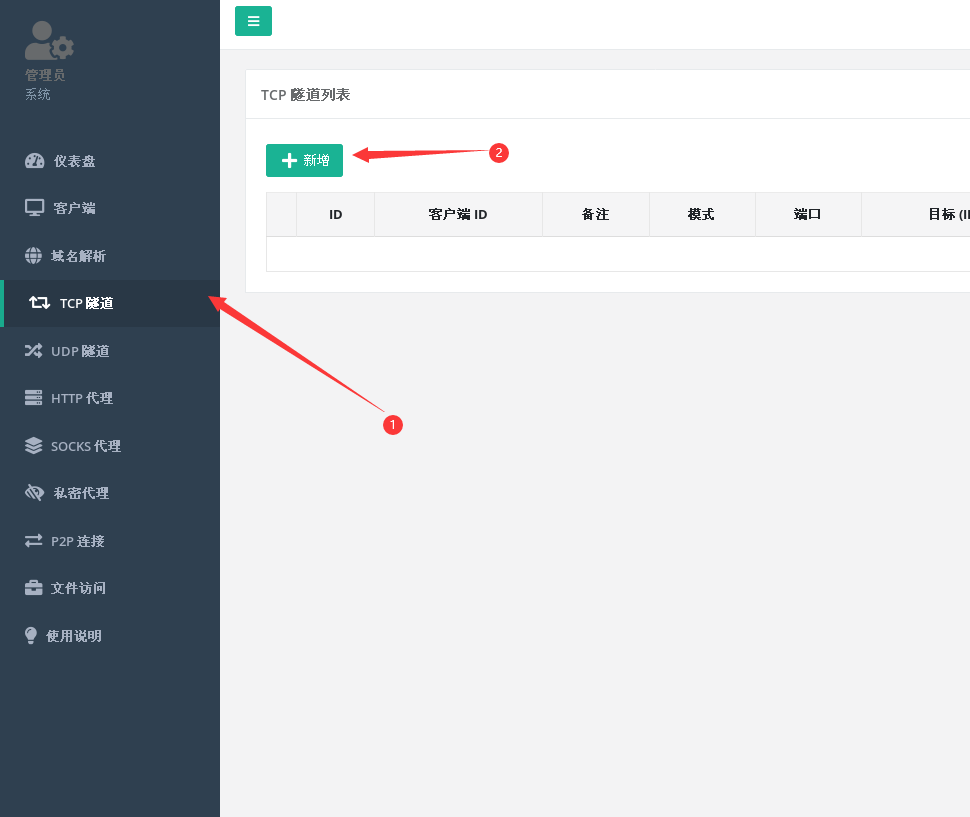 管理员
系统
仪表盘
客户端
域名解析
TCP 隧道
UDP 隧道
HTTP 代理
SOCKS 代理
私密代理
P2P 连接
文件访问
使用说明
TCP 隧道列表
新增
2
ID 客户端 ID 备注 模式 端口 目标 (I
1